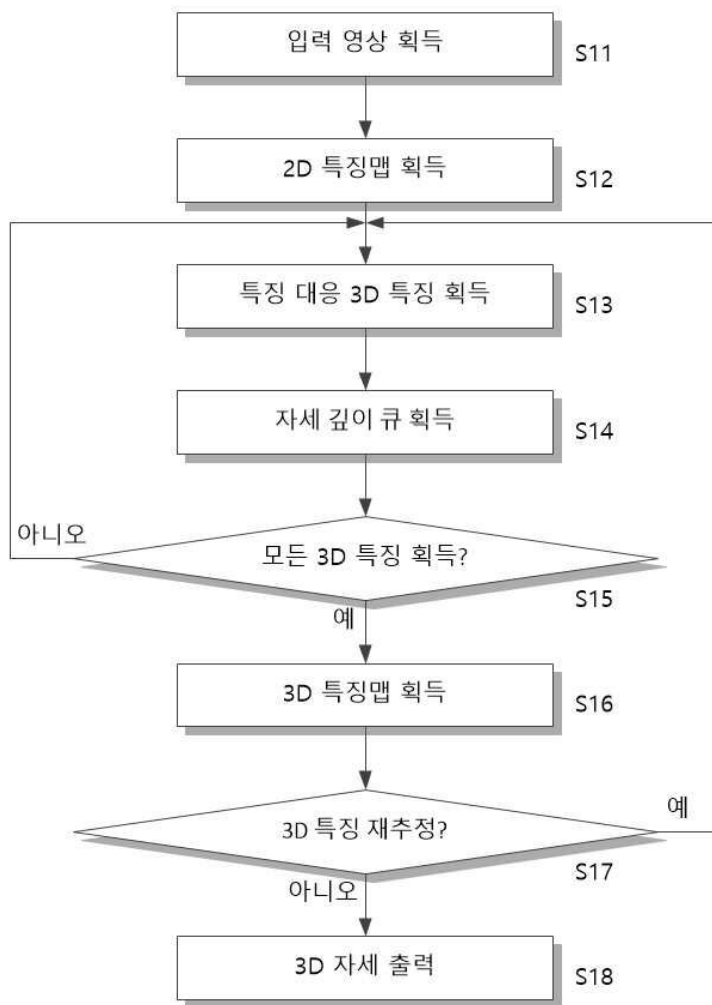 입력 영상 획득
S11
2D 특징맵 획득
S12
특징 대응 3D 특징 획득
S13
자세 깊이 큐 획득
S14
아니오
모든 3D 특징 획득?
S15
예
3D 특징맵 획득
S16
예
3D 특징 재추정?
S17
아니오
3D 자세 출력
S18